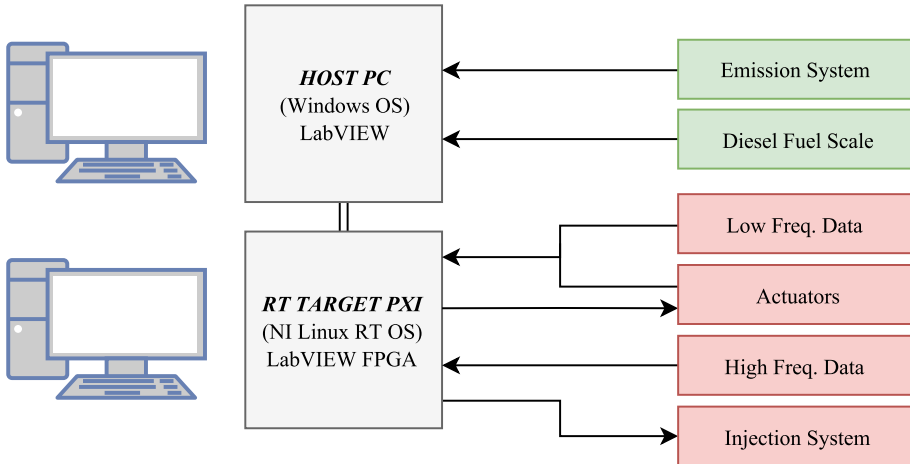 HOST PC
(Windows OS)
LabVIEW
Emission System
Diesel Fuel Scale
RT TARGET PXI
(NI Linux RT OS)
LabVIEW FPGA
Low Freq. Data
Actuators
High Freq. Data
Injection System